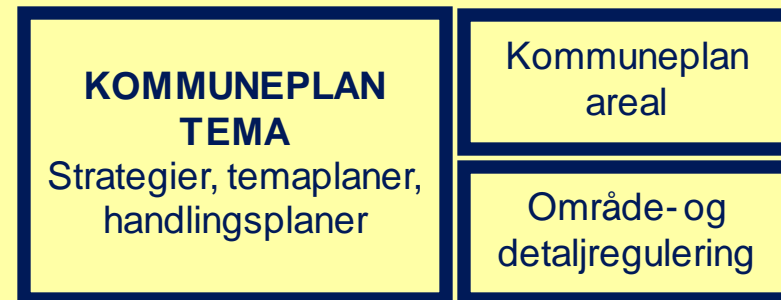 KOMMUNEPLAN
TEMA
Strategier, temaplaner,
handlingsplaner
Kommuneplan
areal
Område- og
detaljregulering